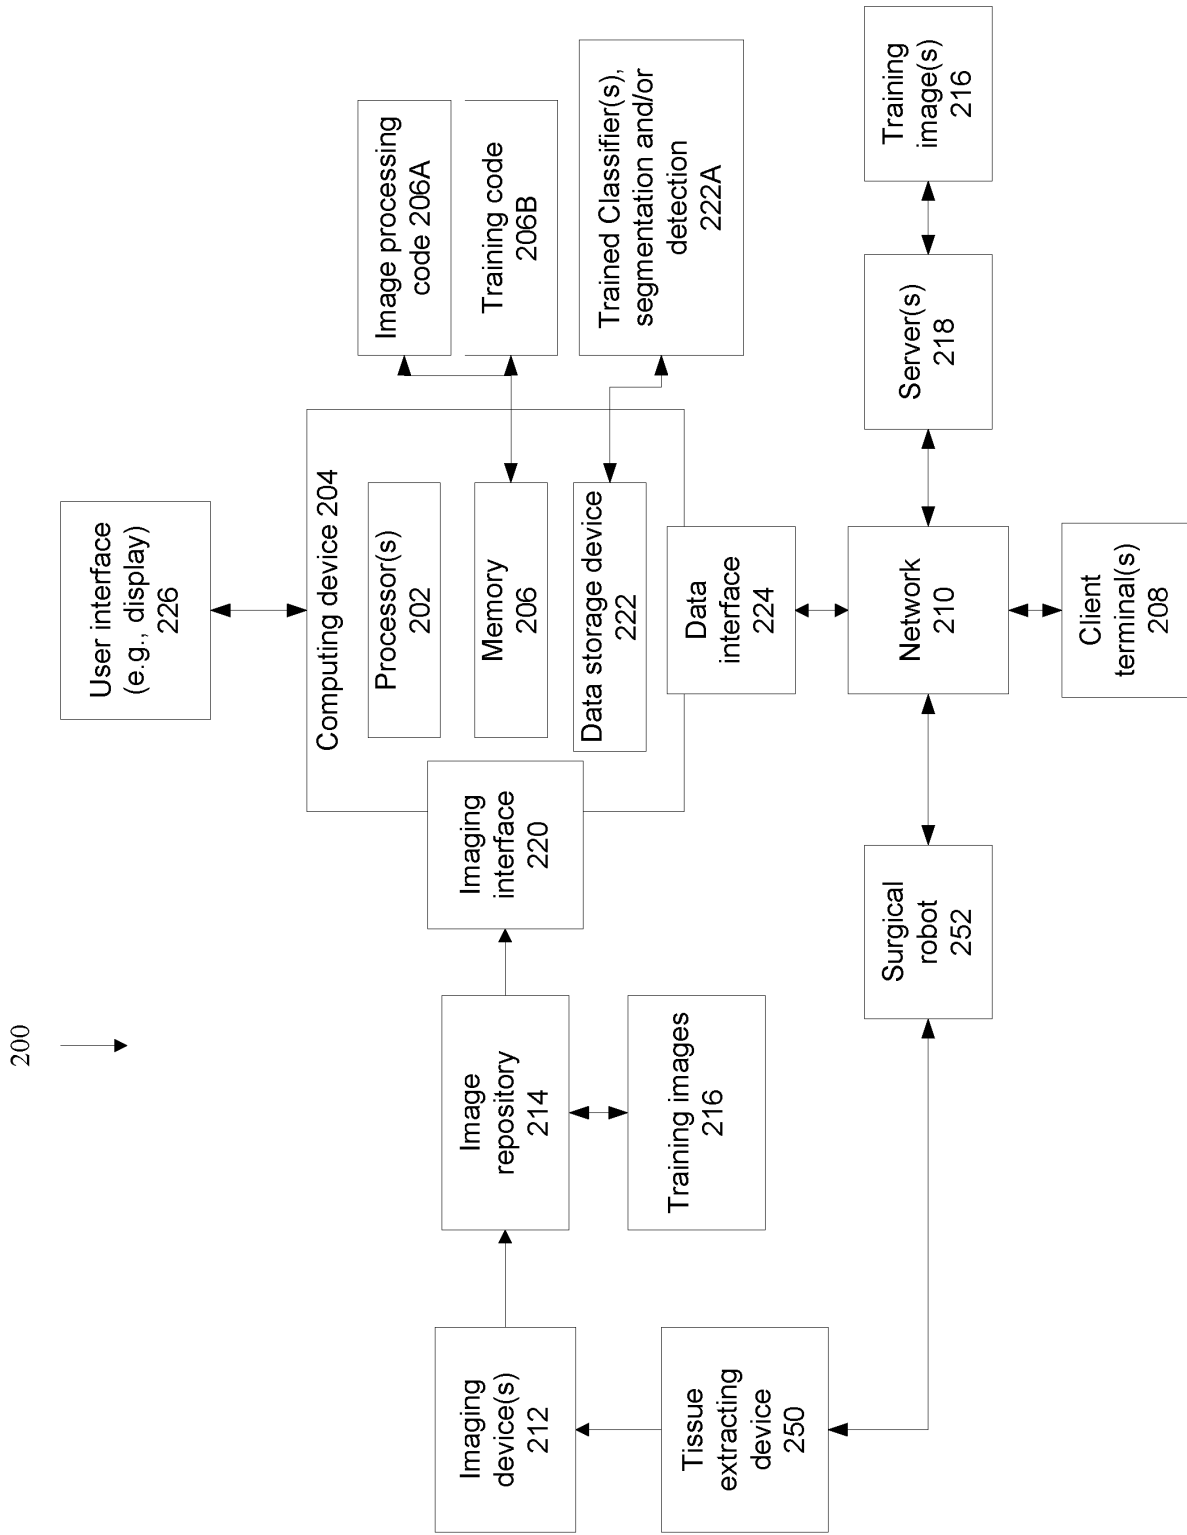 200
User interface
(e.g., display)
226
Computing device 204
Processor(s)
202
Memory
206
Data storage device
222
Image processing
code 206A
Training code
206B
Trained Classifier(s),
segmentation and/or
detection
222A
Imaging
device(s)
212
Image
repository
214
Imaging
interface
220
Training images
216
Data
interface
224
Tissue
extracting
device
250
Surgical
robot
252
Network
210
Server(s)
218
Training
image(s)
216
Client
terminal(s)
208